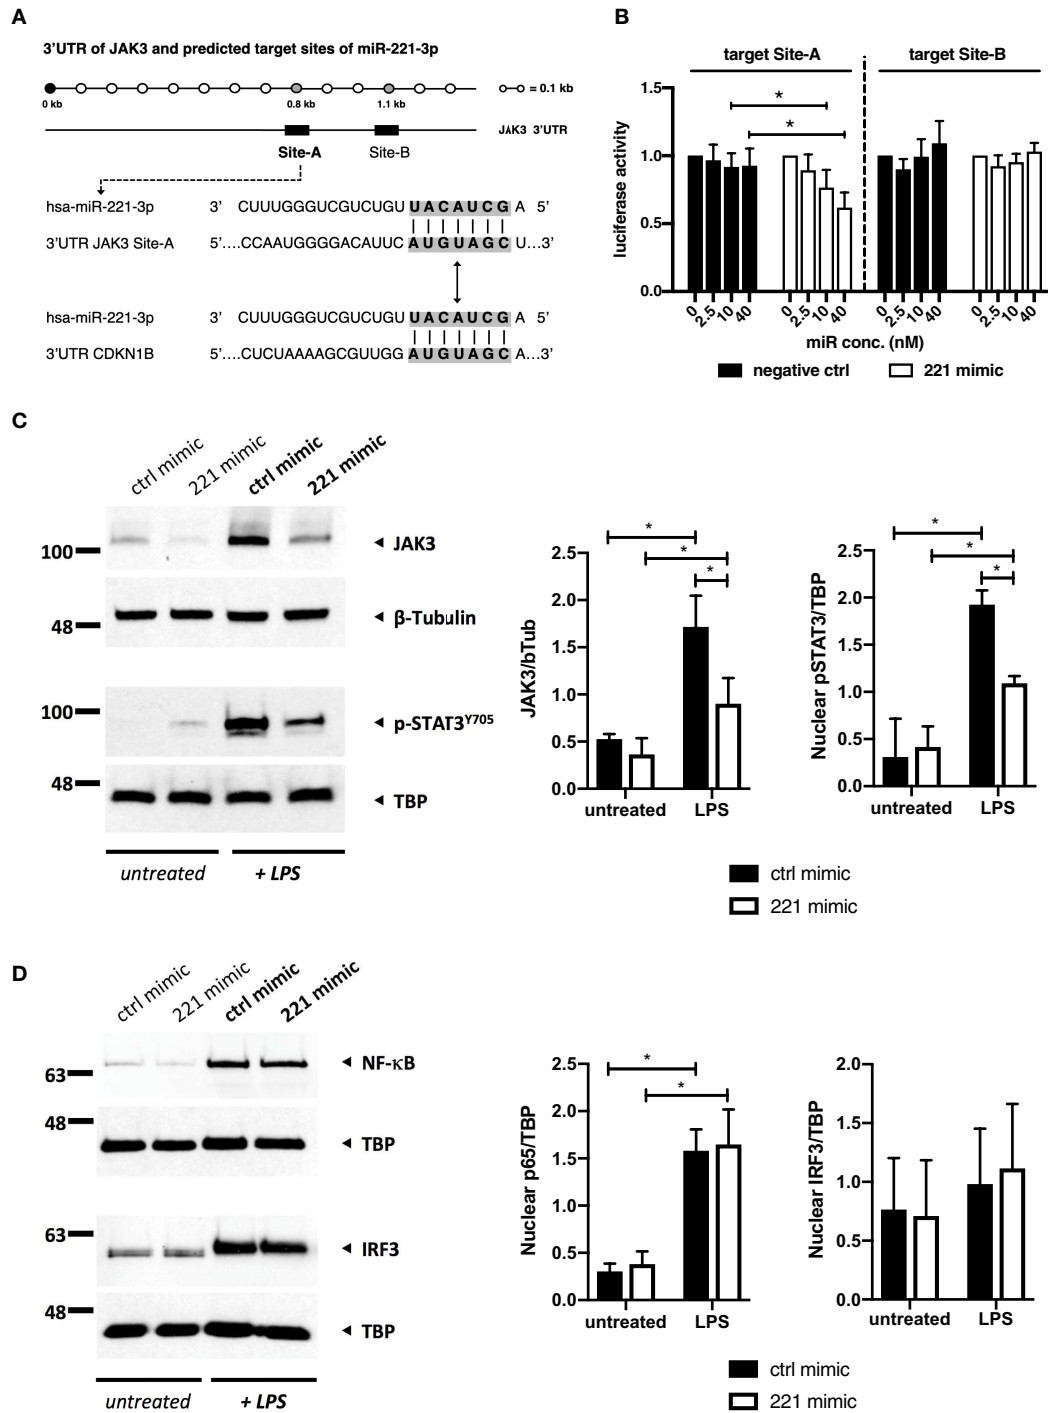 A
3'UTR of JAK3 and predicted target sites of miR-221-3p
0 kb
0.8 kb
1.1 kb
= 0.1 kb
JAK3 3'UTR
Site-A
Site-B
hsa-miR-221-3p 3' CUUUGGGUCGUCUGU UACAUCG A 5'
3'UTR JAK3 Site-A 5'....CCAAUGGGGACAUUC AUGUAGC U...3'
hsa-miR-221-3p 3' CUUUGGGUCGUCUGU UACAUCG A 5'
3'UTR CDKN1B 5'....CUCUAAAAGCGUUGG AUGUAGC A...3'
B
target Site-A
target Site-B
luciferase activity
1.5
1.0
0.5
0.0
*
*
0 2.5 10 40 0 2.5 10 40 0 2.5 10 40 0 2.5 10 40
miR conc. (nM)
negative ctrl
221 mimic
C
ctrl mimic
221 mimic
ctrl mimic
221 mimic
100
JAK3
48
β-Tubulin
100
p-STAT3Y705
48
TBP
untreated
+ LPS
JAK3/bTub
2.5
2.0
1.5
1.0
0.5
0.0
*
*
*
untreated
LPS
Nuclear pSTAT3/TBP
2.5
2.0
1.5
1.0
0.5
0.0
*
*
*
untreated
LPS
ctrl mimic
221 mimic
D
ctrl mimic
221 mimic
ctrl mimic
221 mimic
63
NF-κB
48
TBP
63
IRF3
48
TBP
untreated
+ LPS
Nuclear p65/TBP
2.5
2.0
1.5
1.0
0.5
0.0
*
*
untreated
LPS
Nuclear IRF3/TBP
2.0
1.5
1.0
0.5
0.0
untreated
LPS
ctrl mimic
221 mimic